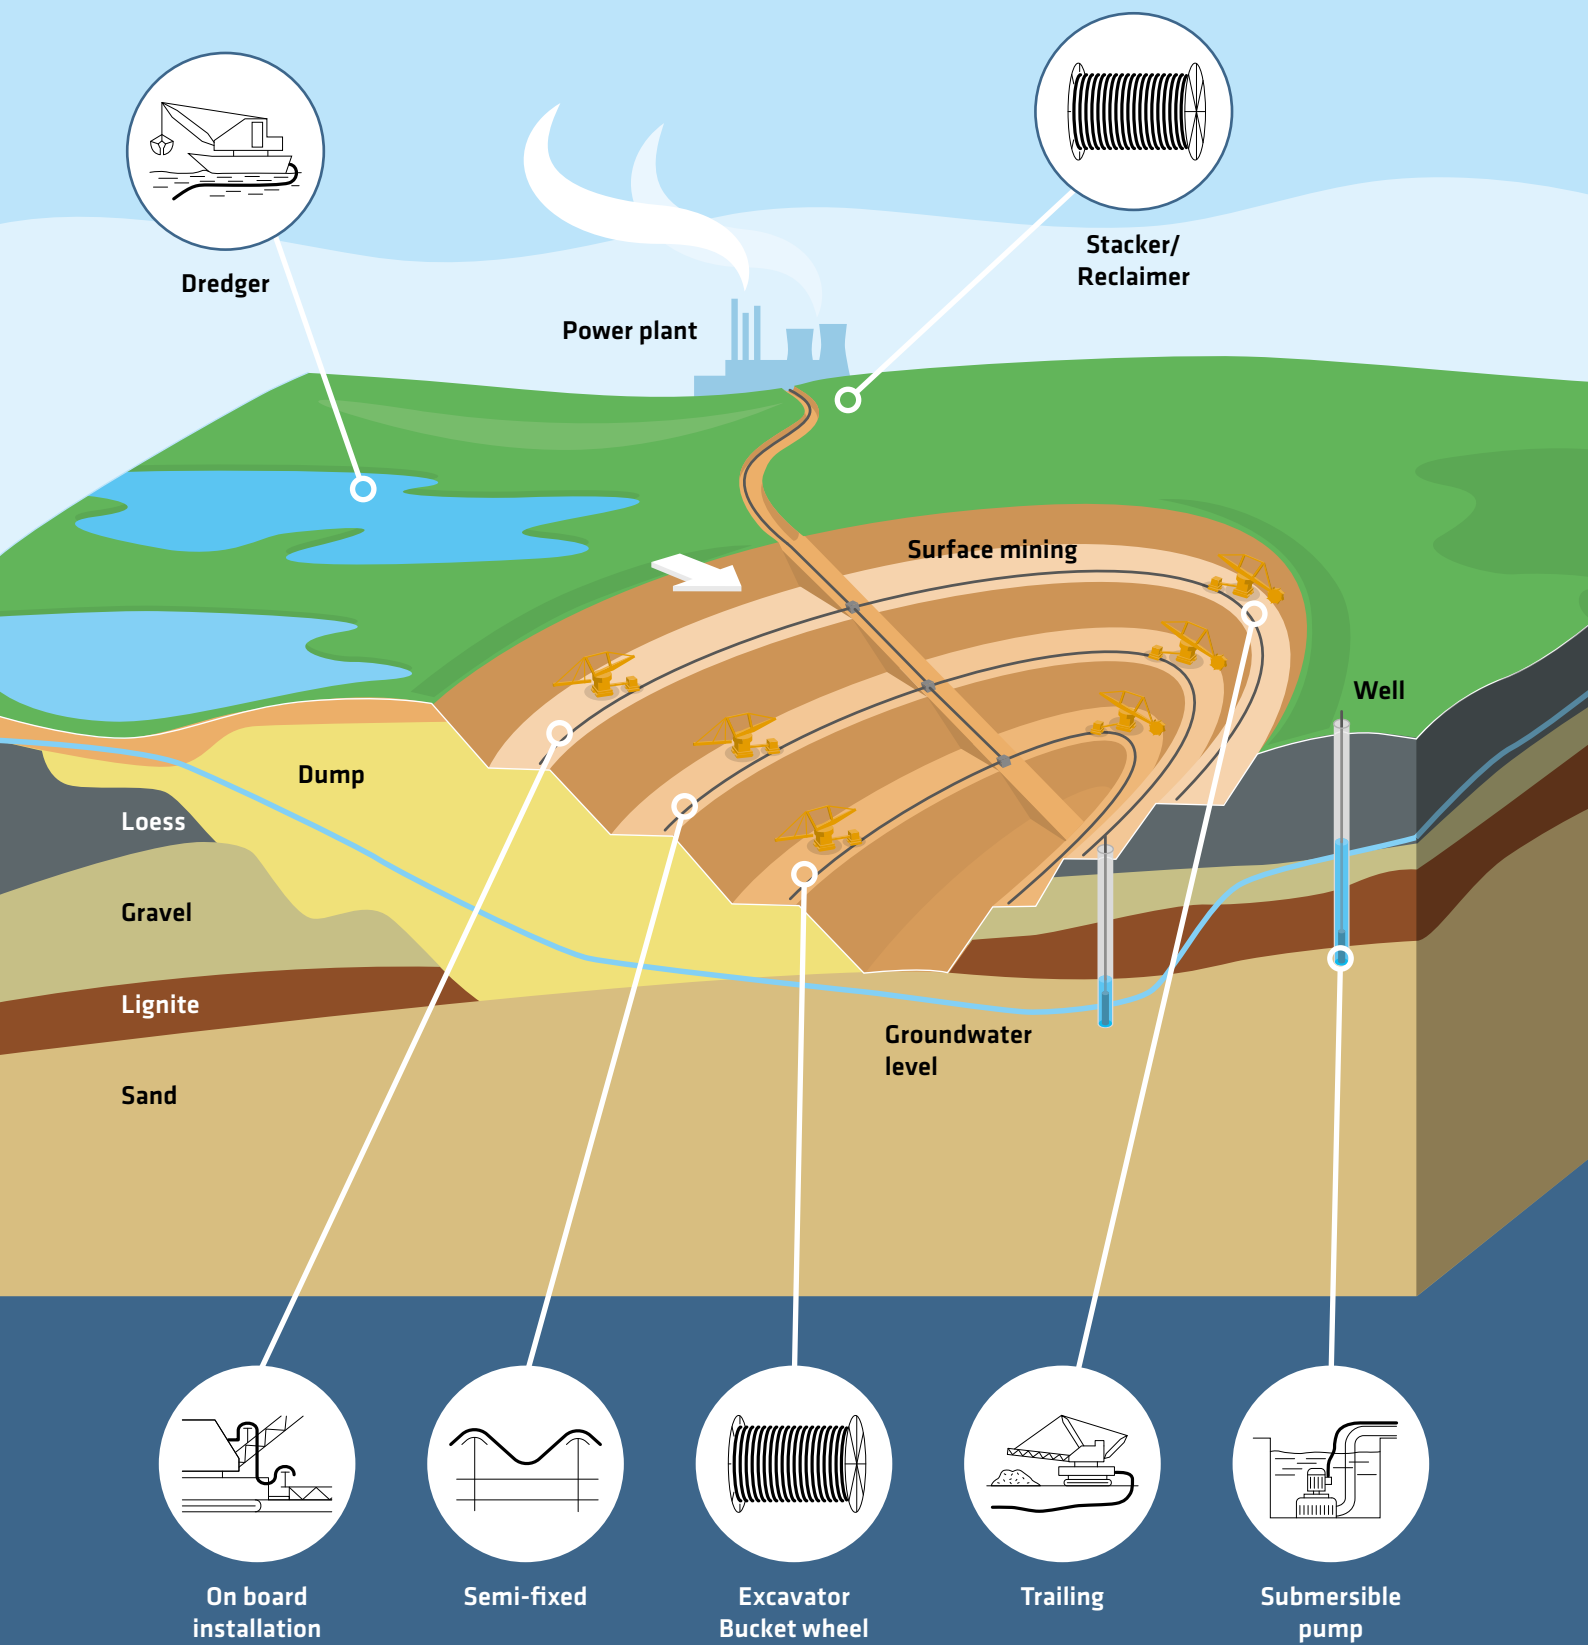 Stacker/
Reclaimer
Dredger
Power plant
Surface mining
Well
Dump
Loess
Gravel
Lignite
Groundwater
level
Sand
On board
installation
Semi-fixed
Excavator
Bucket wheel
Trailing
Submersible
pump